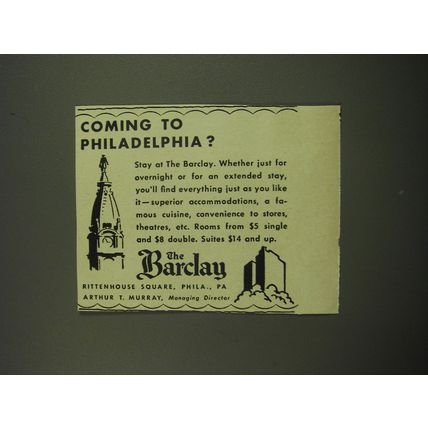 COMING TO
PHILADELPHIA?
Stay at The Barclay. Whether just for
overnight or for an extended stay,
you'll find everything just as you like
it—superior accommodations, a fa-
mous cuisine, convenience to stores,
theatres, etc. Rooms from $5 single
and $8 double. Suites $14 and up.
The
Barclay
RITTENHOUSE SQUARE, PHILA., PA
ARTHUR T. MURRAY, Managing Director